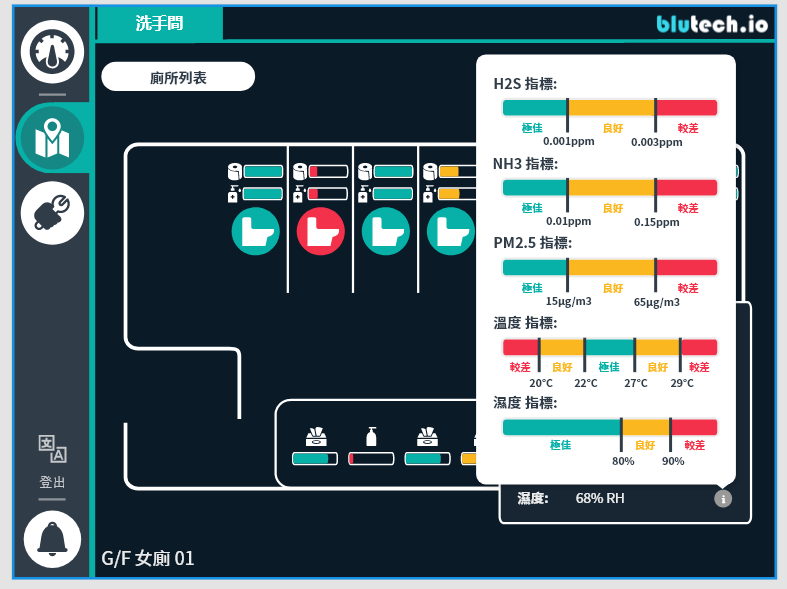 洗手間
blutech.io
廁所列表
H2S 指標:
極佳 良好 較差
0.001ppm 0.003ppm
NH3 指標:
極佳 良好 較差
0.01ppm 0.15ppm
PM2.5 指標:
極佳 良好 較差
15μg/m3 65μg/m3
溫度 指標:
較差 良好 極佳 良好 較差
20°C 22°C 27°C 29°C
濕度 指標:
極佳 良好 較差
80% 90%
濕度: 68% RH
i
文A
登出
G/F 女廁 01